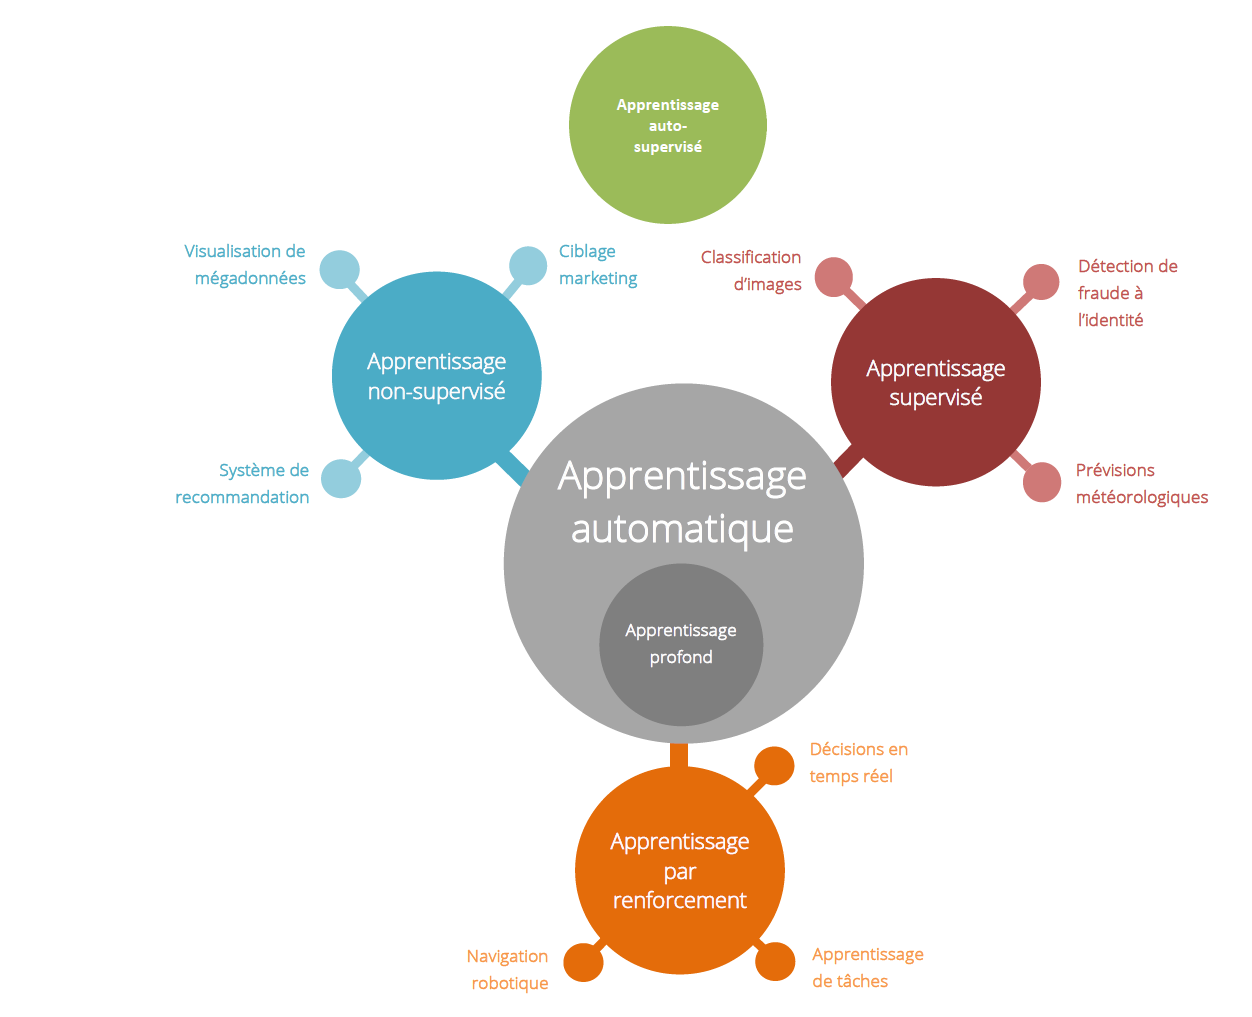 Apprentissage
auto-
supervisé
Visualisation de
mégadonnées
Ciblage
marketing
Apprentissage
non-supervisé
Système de
recommandation
Classification
d’images
Détection de
fraude à
l’identité
Apprentissage
supervisé
Prévisions
météorologiques
Apprentissage
automatique
Apprentissage
profond
Décisions en
temps réel
Apprentissage
par
renforcement
Navigation
robotique
Apprentissage
de tâches